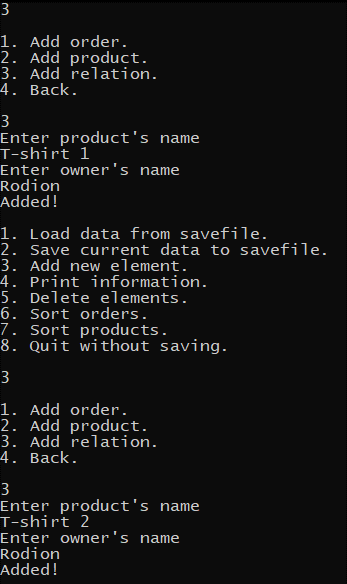 3
1. Add order.
2. Add product.
3. Add relation.
4. Back.
3
Enter product's name
T-shirt 1
Enter owner's name
Rodion
Added!
1. Load data from savefile.
2. Save current data to savefile.
3. Add new element.
4. Print information.
5. Delete elements.
6. Sort orders.
7. Sort products.
8. Quit without saving.
3
1. Add order.
2. Add product.
3. Add relation.
4. Back.
3
Enter product's name
T-shirt 2
Enter owner's name
Rodion
Added!